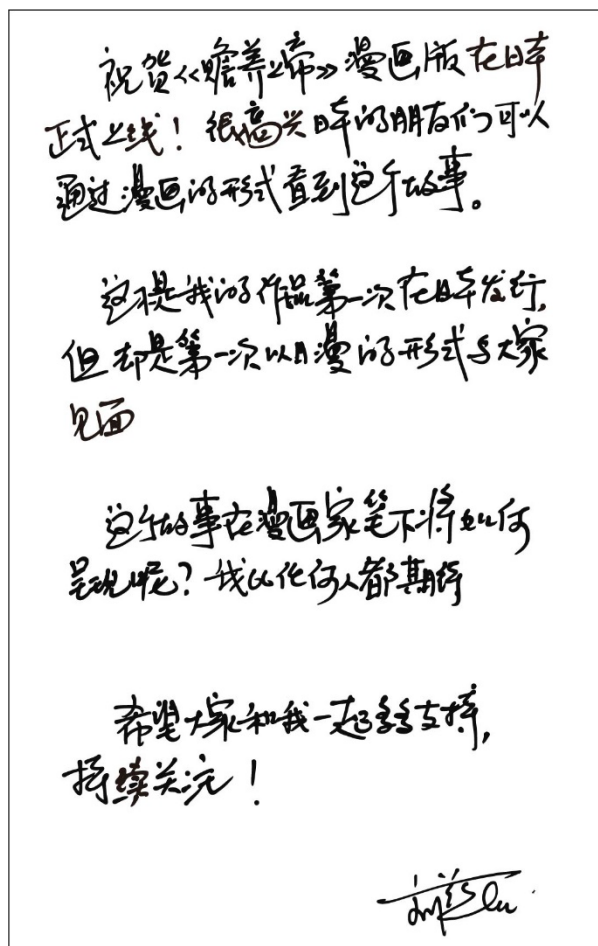 祝贺《赡养上帝》漫画版在日本
正式上线！很高兴日本的朋友们可以
通过漫画的形式看到这个故事。
这不是我的作品第一次在日本发行，
但却是第一次以日漫的形式与大家
见面
这个故事在漫画家笔下将如何
呈现呢？我比任何人都期待
希望大家和我一起多多支持，
持续关注！